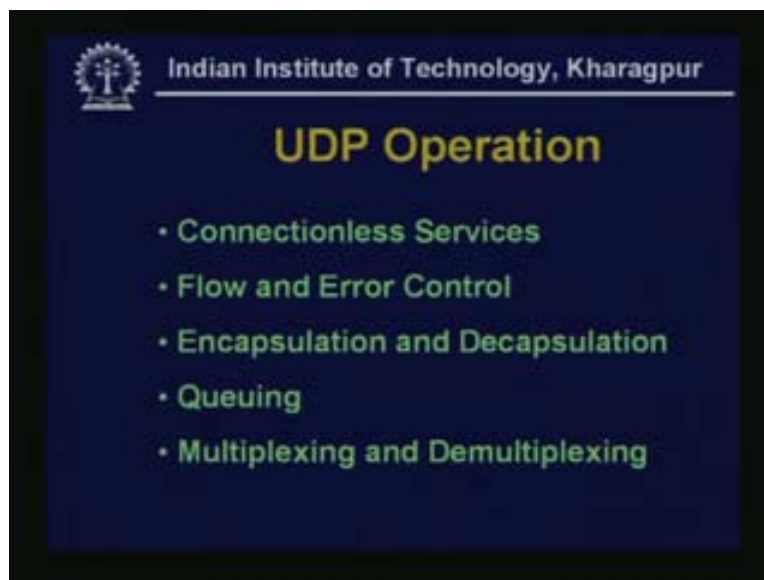 Indian Institute of Technology, Kharagpur
UDP Operation
• Connectionless Services
• Flow and Error Control
• Encapsulation and Decapsulation
• Queuing
• Multiplexing and Demultiplexing